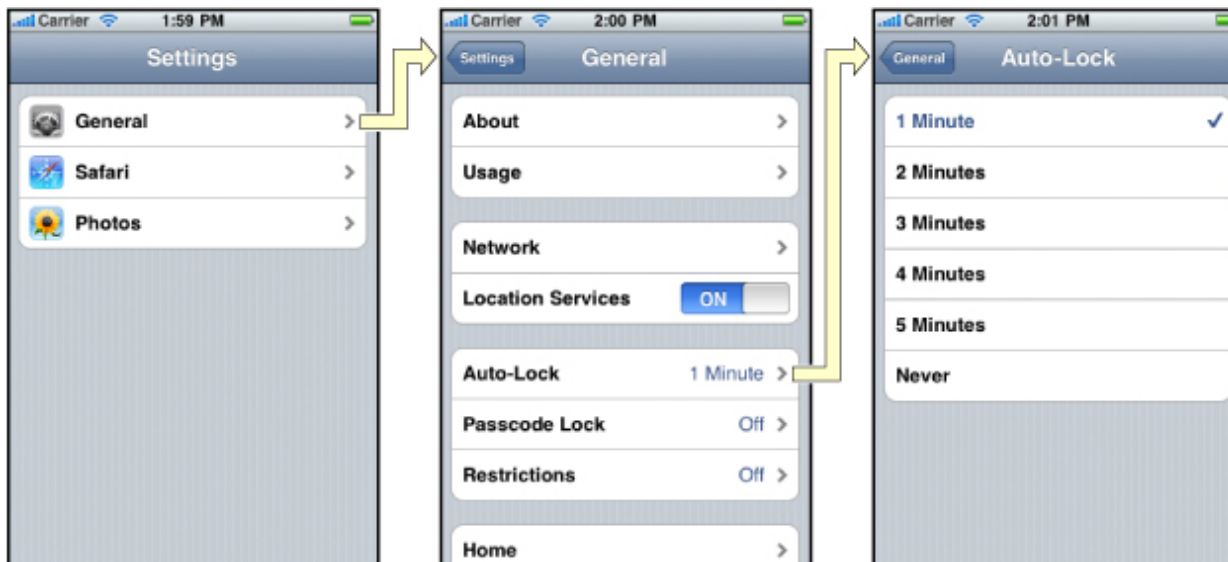 Carrier 1:59 PM
Settings
General
Safari
Photos
Carrier 2:00 PM
Settings General
About
Usage
Network
Location Services ON
Auto-Lock 1 Minute
Passcode Lock Off
Restrictions Off
Home
Carrier 2:01 PM
General Auto-Lock
1 Minute
2 Minutes
3 Minutes
4 Minutes
5 Minutes
Never